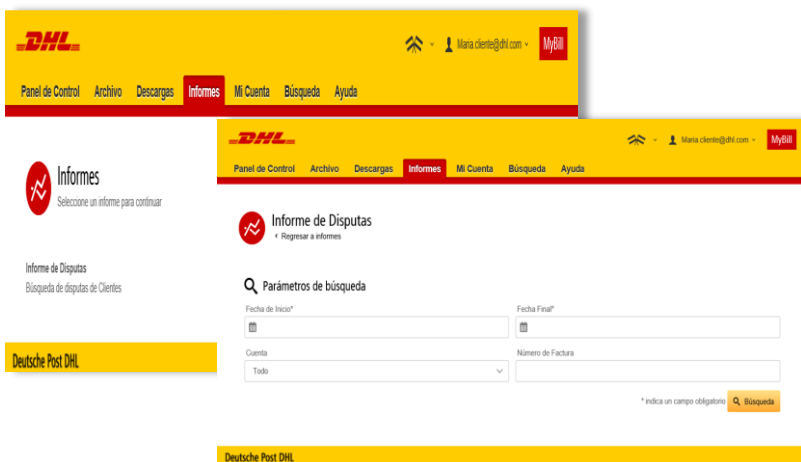 DHL
Maria.cliente@dhl.com
MyBill
Panel de Control Archivo Descargas Informes Mi Cuenta Búsqueda Ayuda
Informes
Seleccione un informe para continuar
Informe de Disputas
Búsqueda de disputas de Clientes
Deutsche Post DHL
DHL
Maria.cliente@dhl.com
MyBill
Panel de Control Archivo Descargas Informes Mi Cuenta Búsqueda Ayuda
Informe de Disputas
‹ Regresar a informes
Parámetros de búsqueda
Fecha de Inicio* Fecha Final*
Cuenta Número de Factura
Todo
* indica un campo obligatorio Búsqueda
Deutsche Post DHL